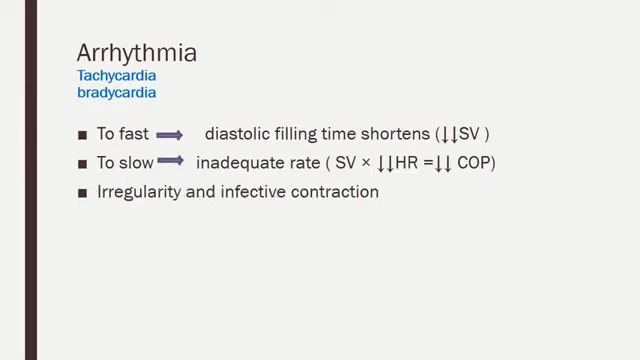 Arrhythmia
Tachycardia
bradycardia
■ To fast diastolic filling time shortens (↓↓SV )
■ To slow inadequate rate ( SV × ↓↓HR =↓↓ COP)
■ Irregularity and infective contraction